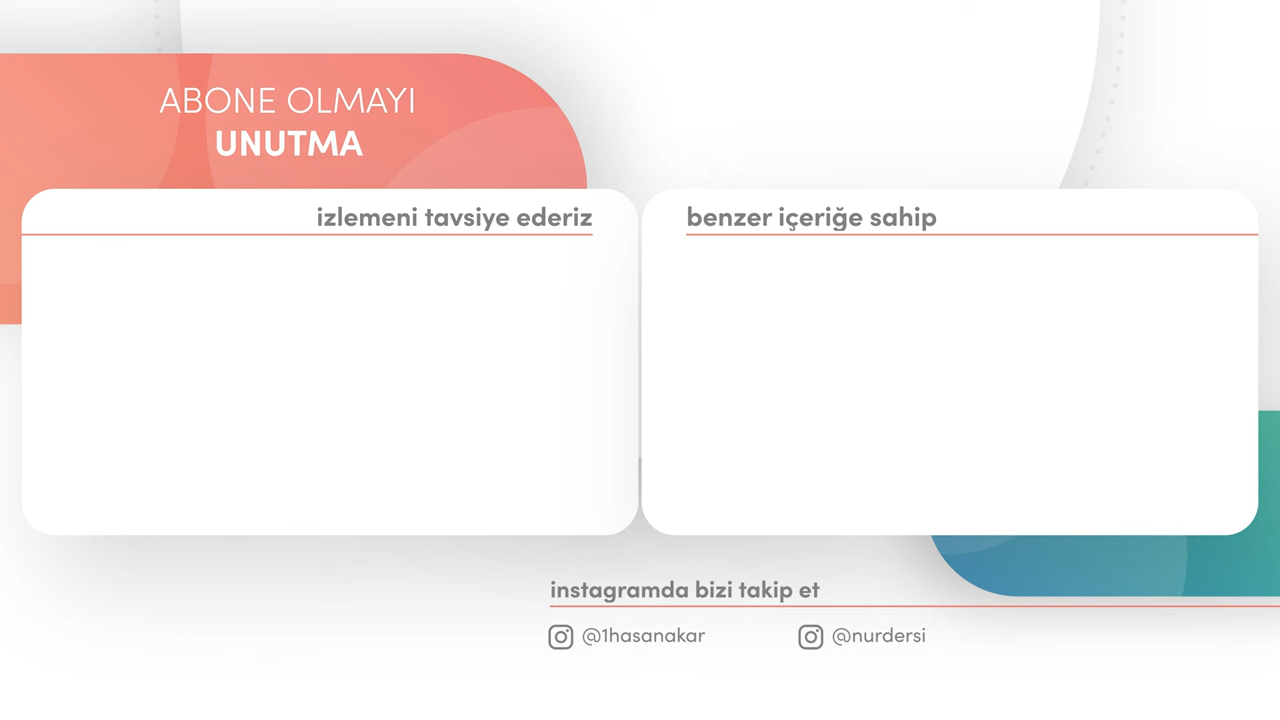 ABONE OLMAYI
UNUTMA
izlemeni tavsiye ederiz
benzer içeriğe sahip
instagramda bizi takip et
@1hasanakar
@nurdersi